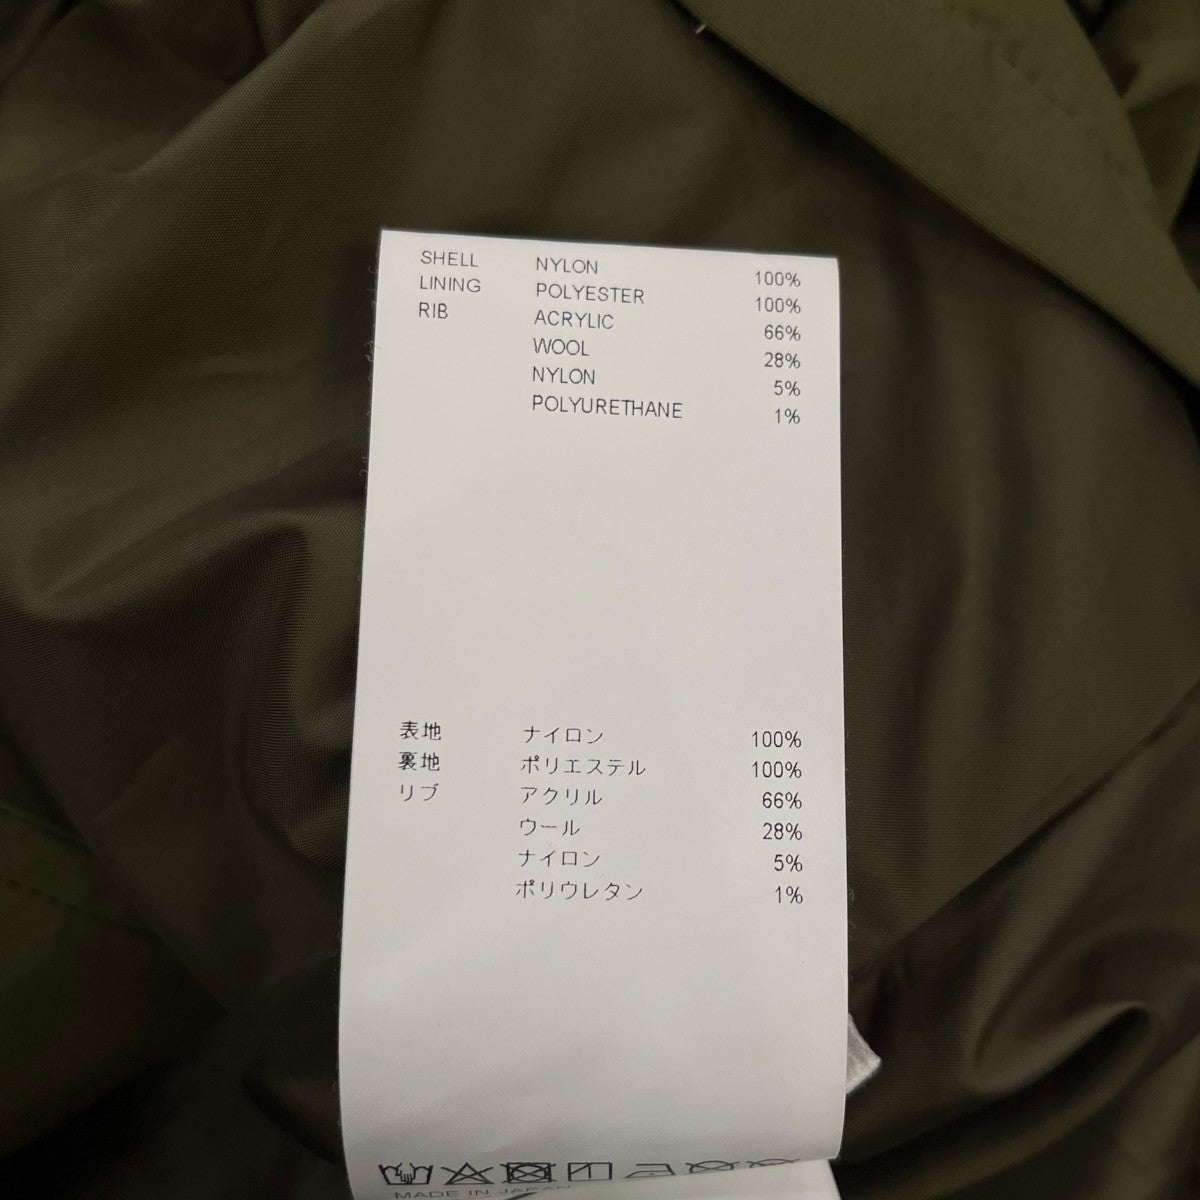 SHELL NYLON 100%
LINING POLYESTER 100%
RIB ACRYLIC 66%
WOOL 28%
NYLON 5%
POLYURETHANE 1%
表地 ナイロン 100%
裏地 ポリエステル 100%
リブ アクリル 66%
ウール 28%
ナイロン 5%
ポリウレタン 1%
MADE IN JAPAN